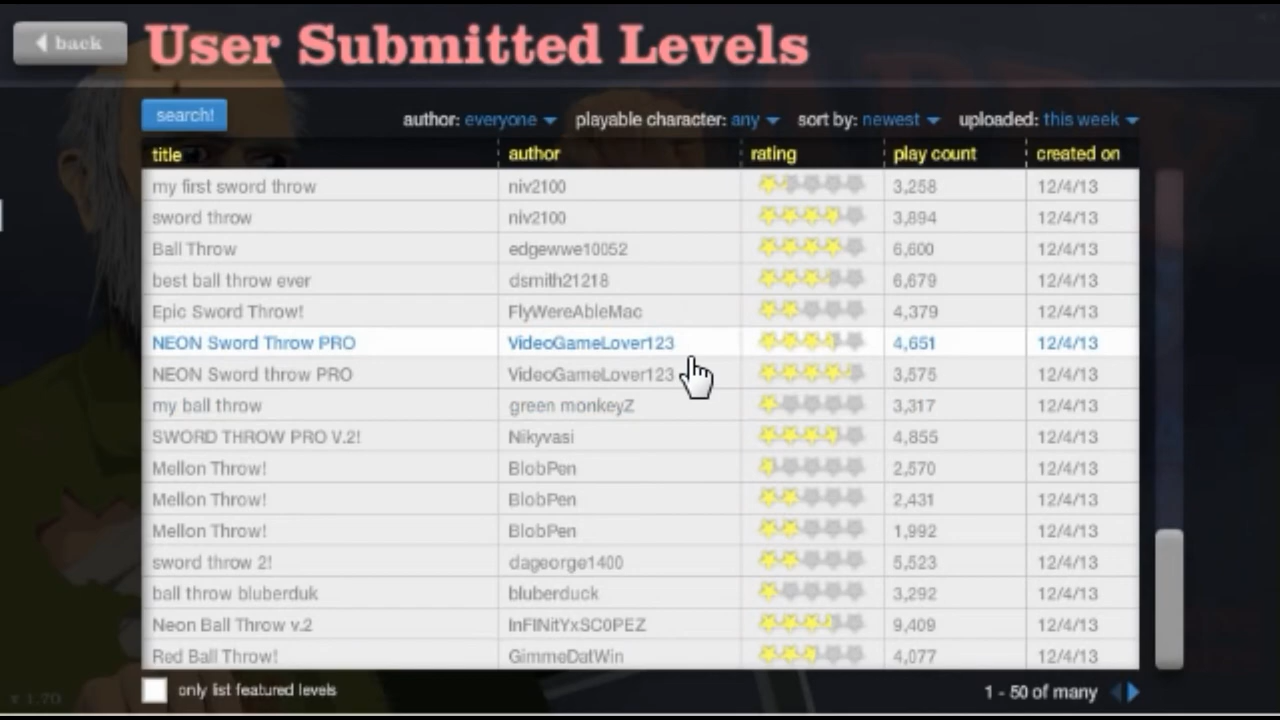 back
User Submitted Levels
search!
author: everyone playable character: any sort by: newest uploaded: this week
title author rating play count created on
my first sword throw niv2100 3,258 12/4/13
sword throw niv2100 3,894 12/4/13
Ball Throw edgewwe10052 6,600 12/4/13
best ball throw ever dsmith21218 6,679 12/4/13
Epic Sword Throw! FlyWereAbleMac 4,379 12/4/13
NEON Sword Throw PRO VideoGameLover123 4,651 12/4/13
NEON Sword throw PRO VideoGameLover123 3,575 12/4/13
my ball throw green monkeyZ 3,317 12/4/13
SWORD THROW PRO V.2! Nikyvasi 4,855 12/4/13
Mellon Throw! BlobPen 2,570 12/4/13
Mellon Throw! BlobPen 2,431 12/4/13
Mellon Throw! BlobPen 1,992 12/4/13
sword throw 2! dageorge1400 5,523 12/4/13
ball throw bluberduk bluberduck 3,292 12/4/13
Neon Ball Throw v.2 InFINitYxSC0PEZ 9,409 12/4/13
Red Ball Throw! GimmeDatWin 4,077 12/4/13
only list featured levels 1 - 50 of many
v 1.70